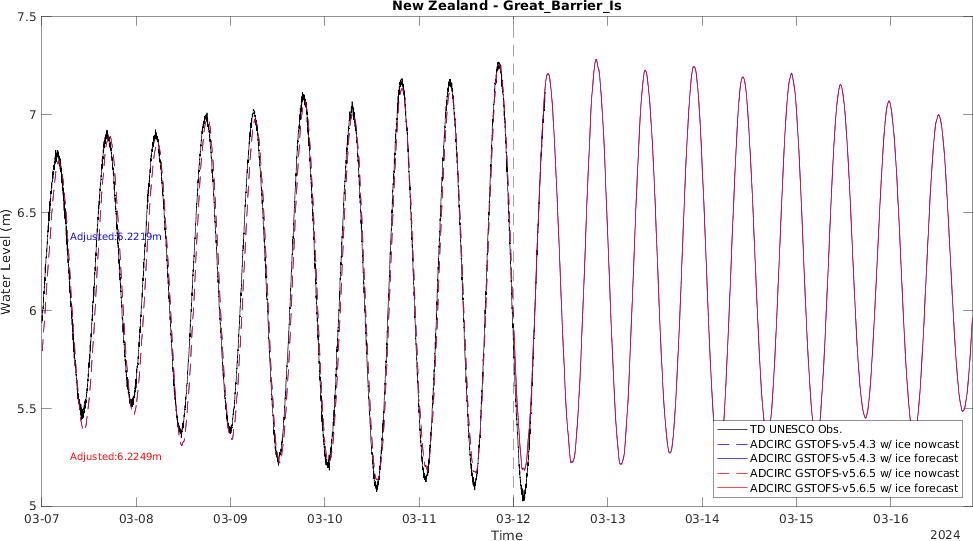 New Zealand - Great_Barrier_Is
7.5
7
6.5
6
5.5
5
Water Level (m)
Adjusted:6.2219m
Adjusted:6.2249m
TD UNESCO Obs.
ADCIRC GSTOFS-v5.4.3 w/ ice nowcast
ADCIRC GSTOFS-v5.4.3 w/ ice forecast
ADCIRC GSTOFS-v5.6.5 w/ ice nowcast
ADCIRC GSTOFS-v5.6.5 w/ ice forecast
03-07 03-08 03-09 03-10 03-11 03-12 03-13 03-14 03-15 03-16
Time
2024